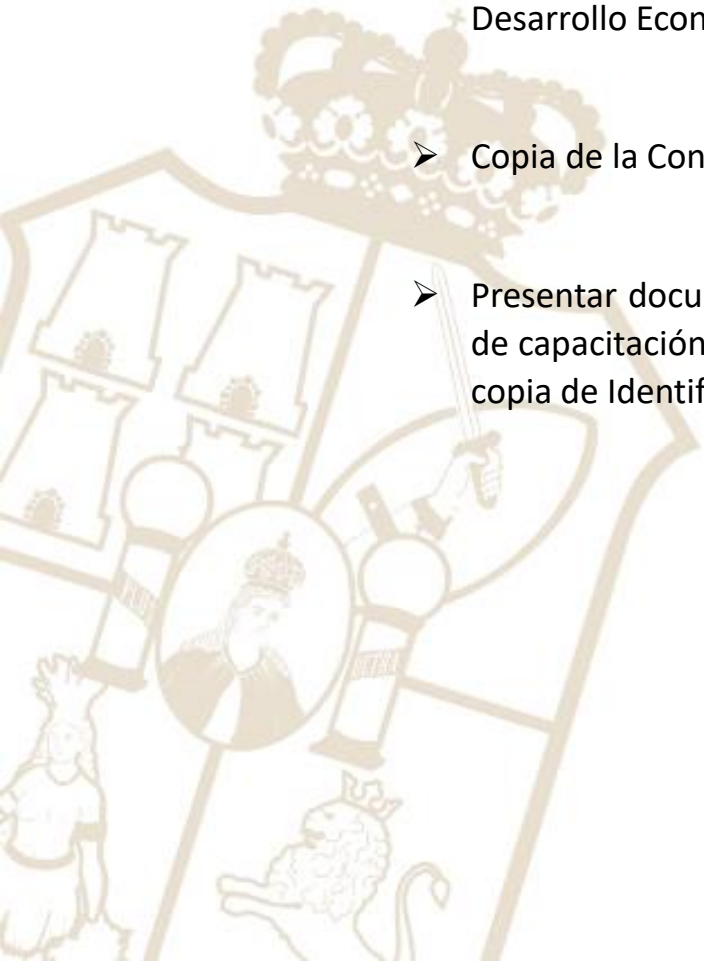 Desarrollo Econ
➤ Copia de la Con
➤ Presentar docu
de capacitación
copia de Identif